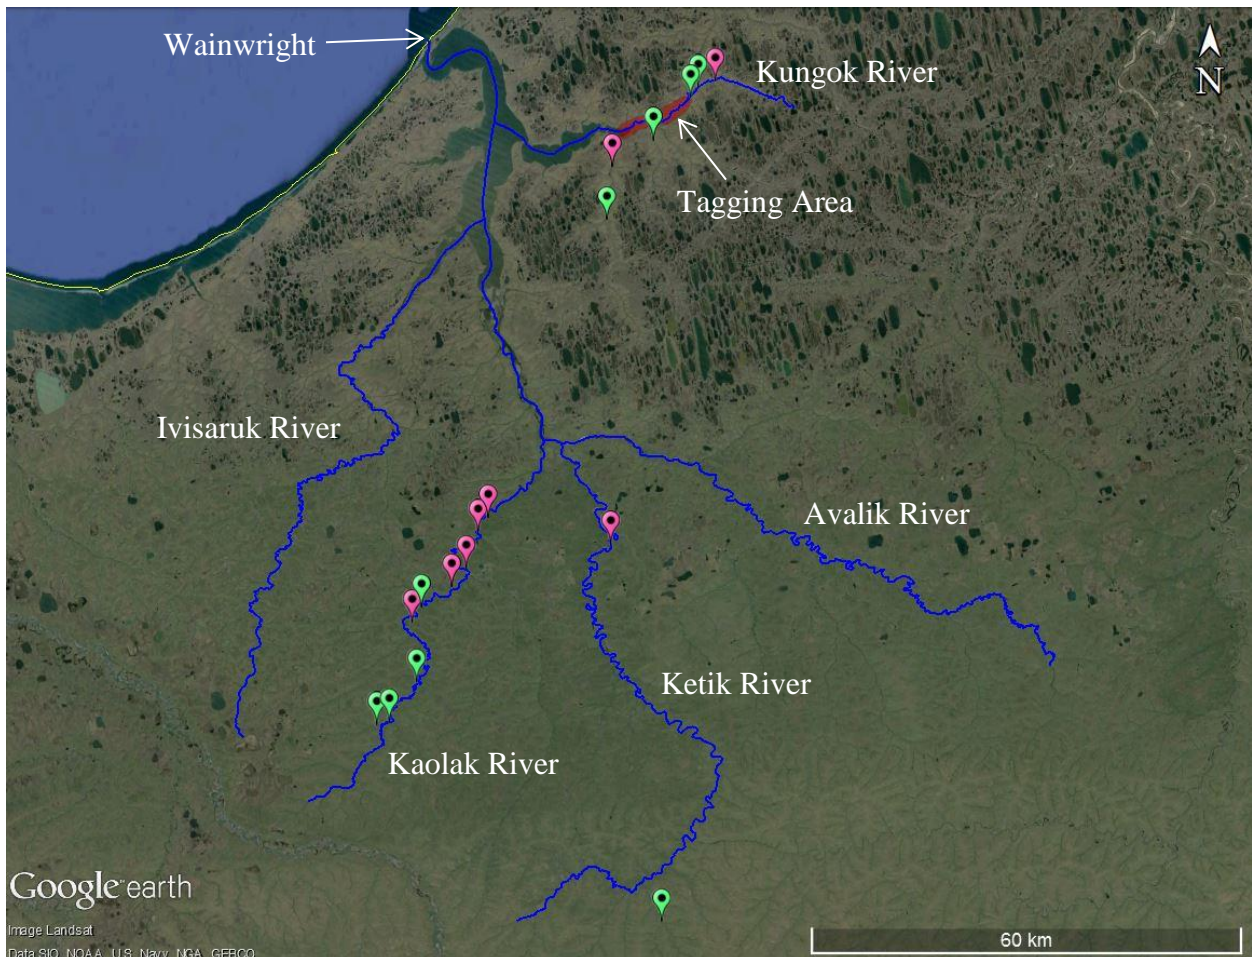 Wainwright
Kungok River
N
Tagging Area
Ivisaruk River
Avalik River
Ketik River
Kaolak River
Google earth
Image Landsat
Data SIO, NOAA, U.S. Navy, NGA, GEBCO
60 km